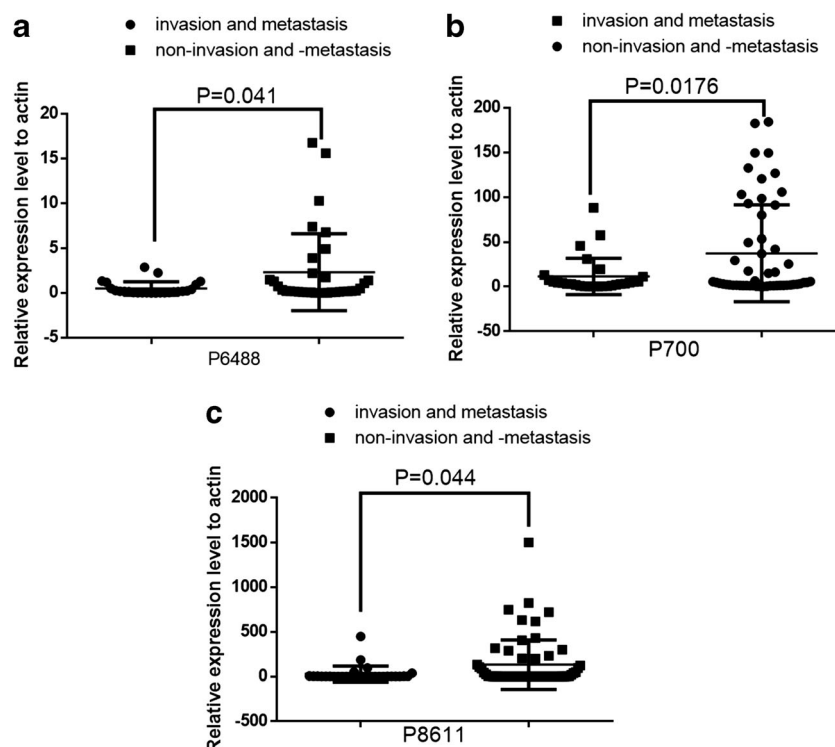 a
invasion and metastasis
non-invasion and -metastasis
P=0.041
Relative expression level to actin
20
15
10
5
0
-5
P6488
b
invasion and metastasis
non-invasion and -metastasis
P=0.0176
Relative expression level to actin
200
150
100
50
0
-50
P700
c
invasion and metastasis
non-invasion and -metastasis
P=0.044
Relative expression level to actin
2000
1500
1000
500
0
-500
P8611